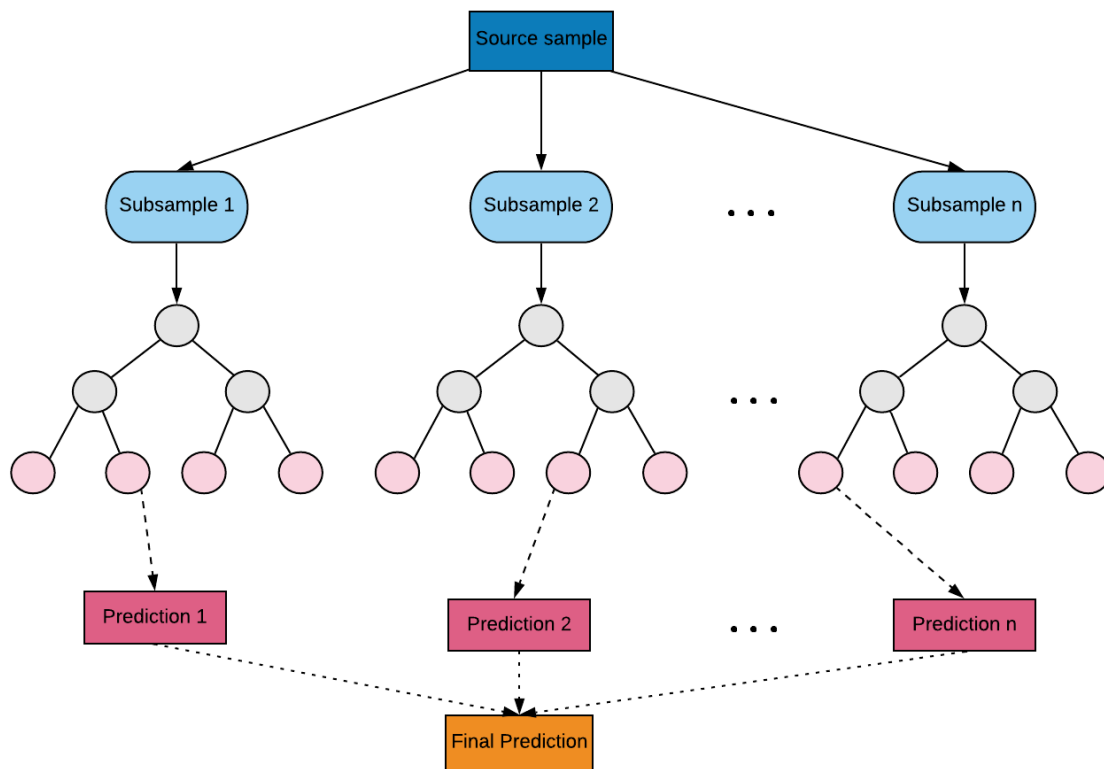 Source sample
Subsample 1
Subsample 2
. . .
Subsample n
. . .
Prediction 1
Prediction 2
. . .
Prediction n
Final Prediction